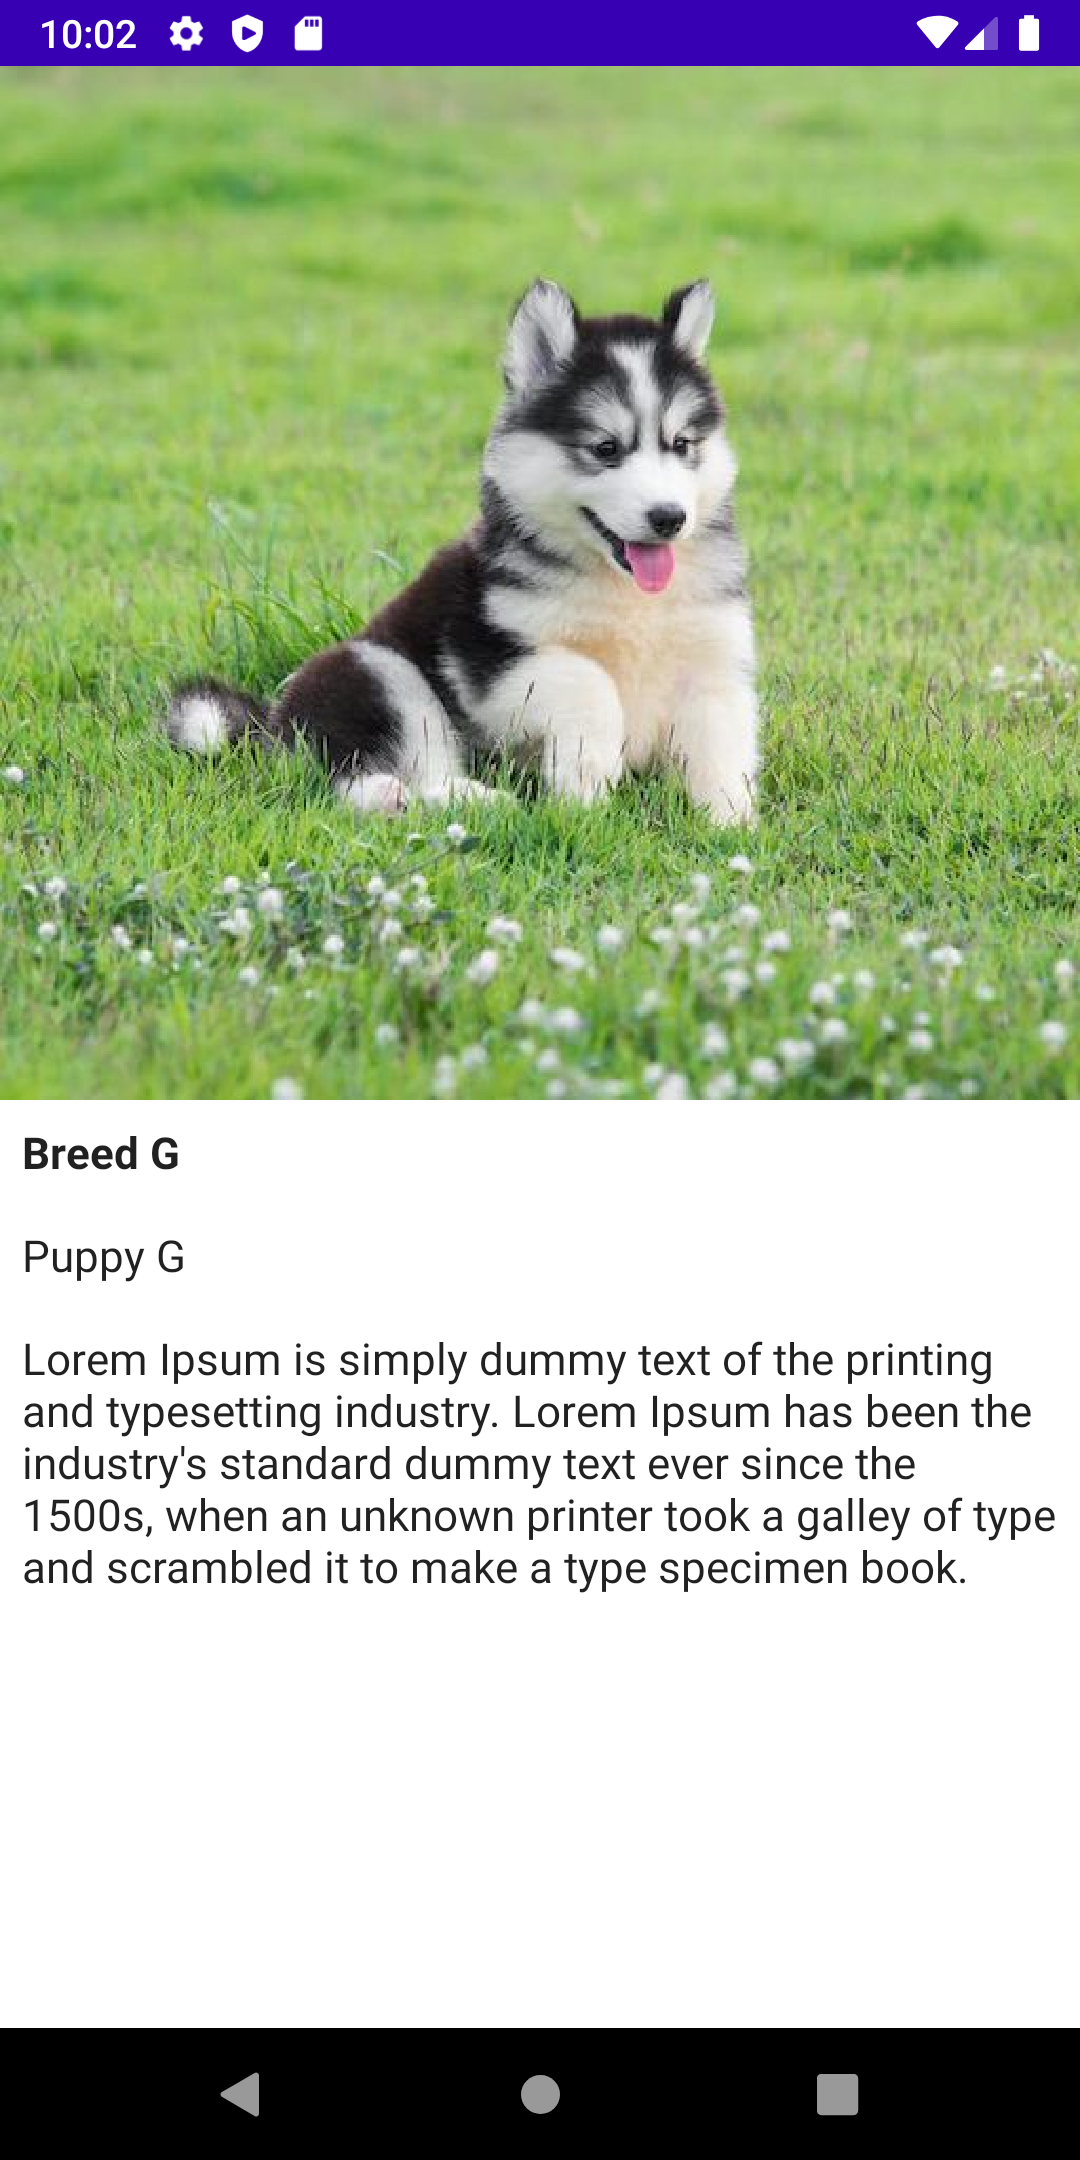 10:02
Breed G
Puppy G
Lorem Ipsum is simply dummy text of the printing
and typesetting industry. Lorem Ipsum has been the
industry's standard dummy text ever since the
1500s, when an unknown printer took a galley of type
and scrambled it to make a type specimen book.